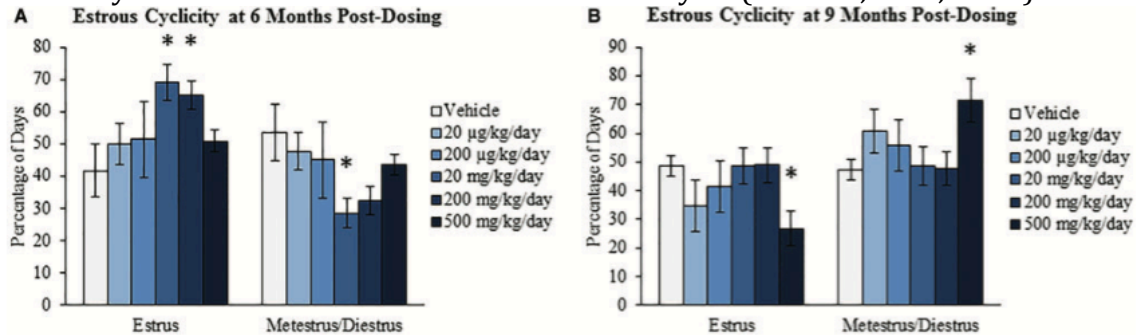 A
Estrous Cyclicity at 6 Months Post-Dosing
Percentage of Days
80
70
60
50
40
30
20
10
0
* *
*
Estrus
Metestrus/Diestrus
Vehicle
20 µg/kg/day
200 µg/kg/day
20 mg/kg/day
200 mg/kg/day
500 mg/kg/day
B
Estrous Cyclicity at 9 Months Post-Dosing
Percentage of Days
90
80
70
60
50
40
30
20
10
0
*
*
Estrus
Metestrus/Diestrus
Vehicle
20 µg/kg/day
200 µg/kg/day
20 mg/kg/day
200 mg/kg/day
500 mg/kg/day